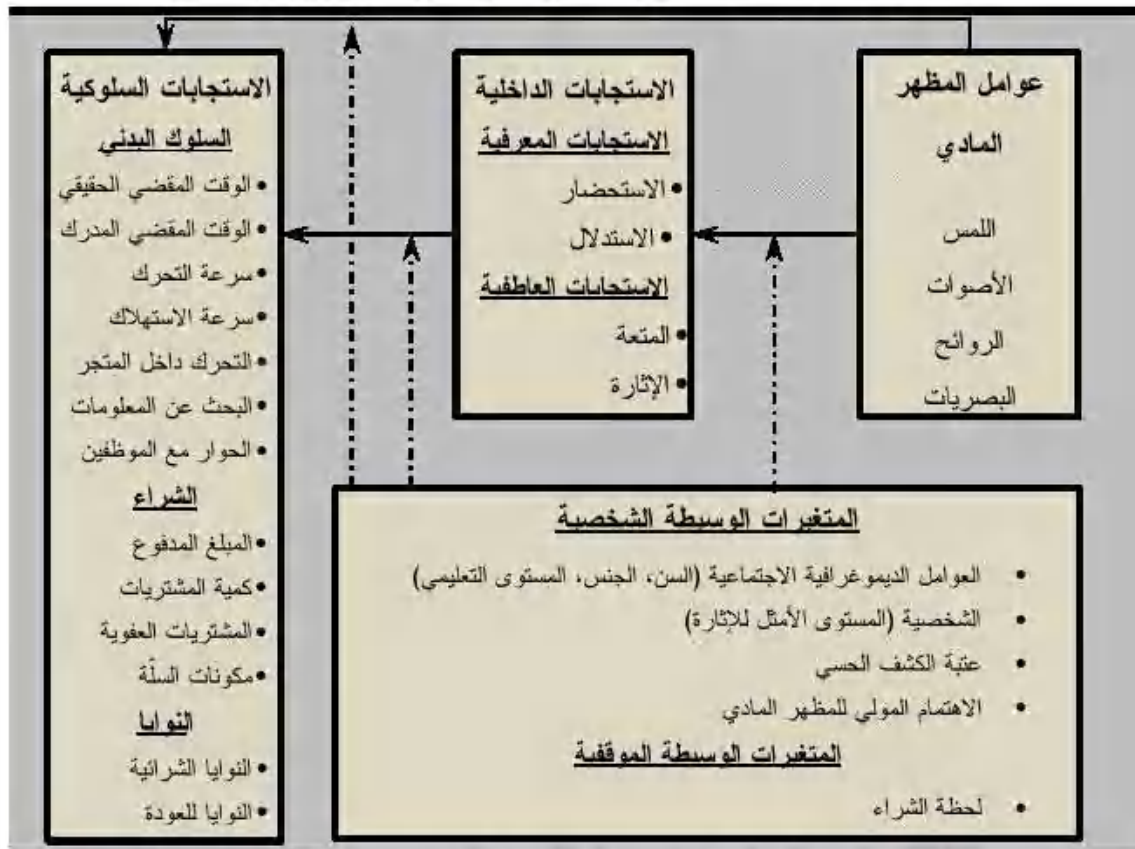 عوامل المظهر
المادي
اللمس
الأصوات
الروائح
البصريات
الاستجابات الداخلية
الاستجابات المعرفية
• الاستحضار
• الاستدلال
الاستجابات العاطفية
• المتعة
• الإثارة
الاستجابات السلوكية
السلوك البدني
• الوقت المقضي الحقيقي
• الوقت المقضي المدرك
• سرعة التحرك
• سرعة الاستهلاك
• التحرك داخل المتجر
• البحث عن المعلومات
• الحوار مع الموظفين
الشراء
• المبلغ المدفوع
• كمية المشتريات
• المشتريات العفوية
• مكونات السلّة
النوايا
• النوايا الشرائية
• النوايا للعودة
المتغيرات الوسيطة الشخصية
• العوامل الديموغرافية الاجتماعية (السن، الجنس، المستوى التعليمي)
• الشخصية (المستوى الأمثل للإثارة)
• عتبة الكشف الحسي
• الاهتمام المولي للمظهر المادي
المتغيرات الوسيطة الموقفية
• لحظة الشراء